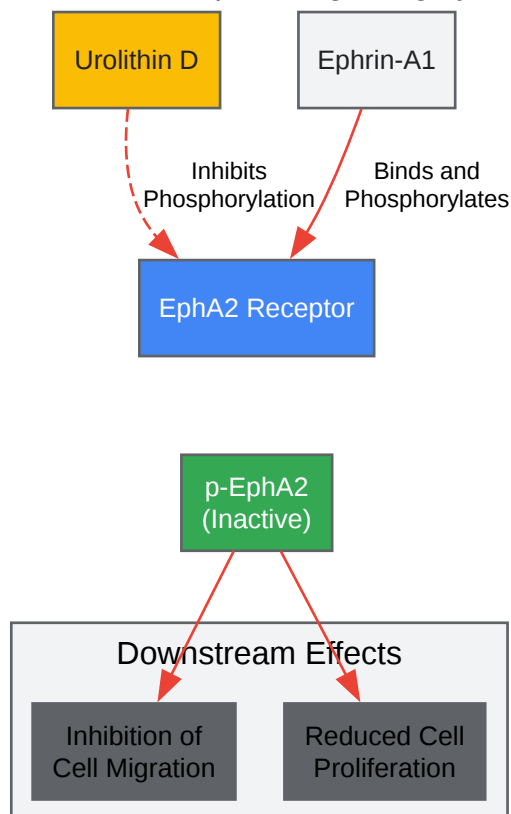 Urolithin D
Ephrin-A1
Inhibits
Phosphorylation
Binds and
Phosphorylates
EphA2 Receptor
p-EphA2
(Inactive)
Downstream Effects
Inhibition of
Cell Migration
Reduced Cell
Proliferation